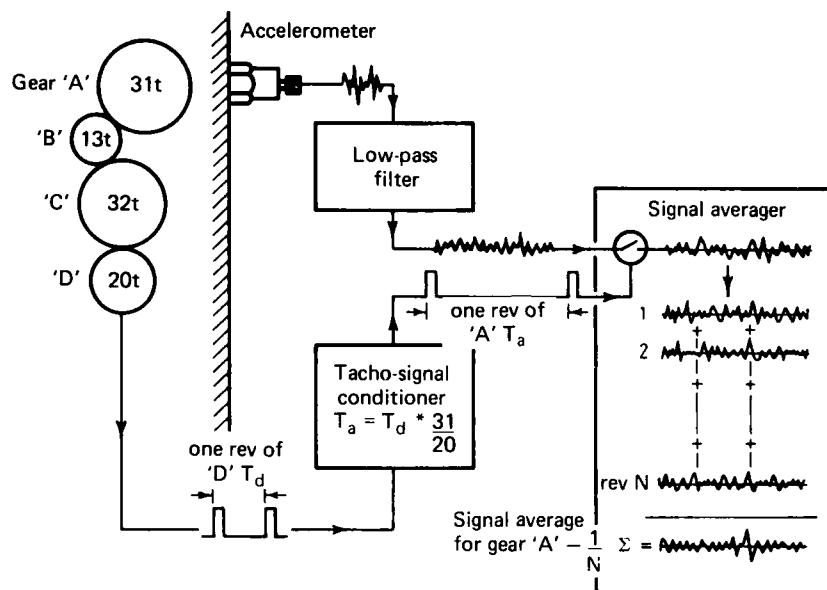 Accelerometer
Gear 'A'
31t
'B'
13t
'C'
32t
'D'
20t
Low-pass
filter
Signal averager
one rev of
'A' Tₐ
1
2
rev N
Tacho-signal
conditioner
Tₐ = T_d * 31/20
one rev of
'D' T_d
Signal average
for gear 'A' – 1/N Σ =